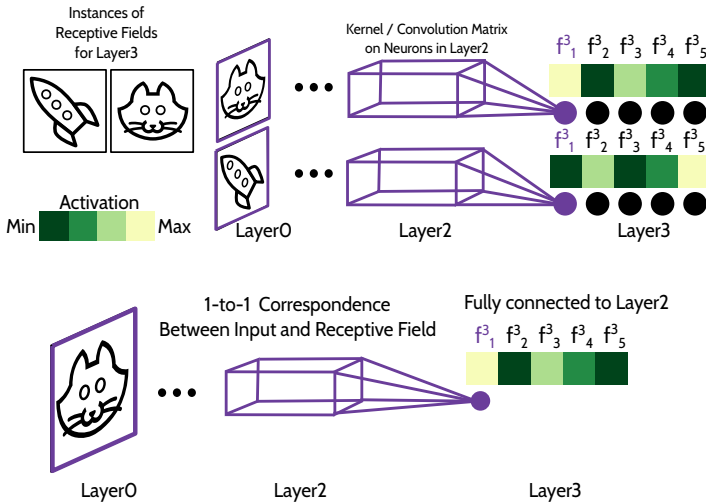 Instances of
Receptive Fields
for Layer3
Kernel / Convolution Matrix
on Neurons in Layer2
f³₁ f³₂ f³₃ f³₄ f³₅
f³₁ f³₂ f³₃ f³₄ f³₅
Activation
Min Max
Layer0 Layer2 Layer3
1-to-1 Correspondence
Between Input and Receptive Field
Fully connected to Layer2
f³₁ f³₂ f³₃ f³₄ f³₅
Layer0 Layer2 Layer3